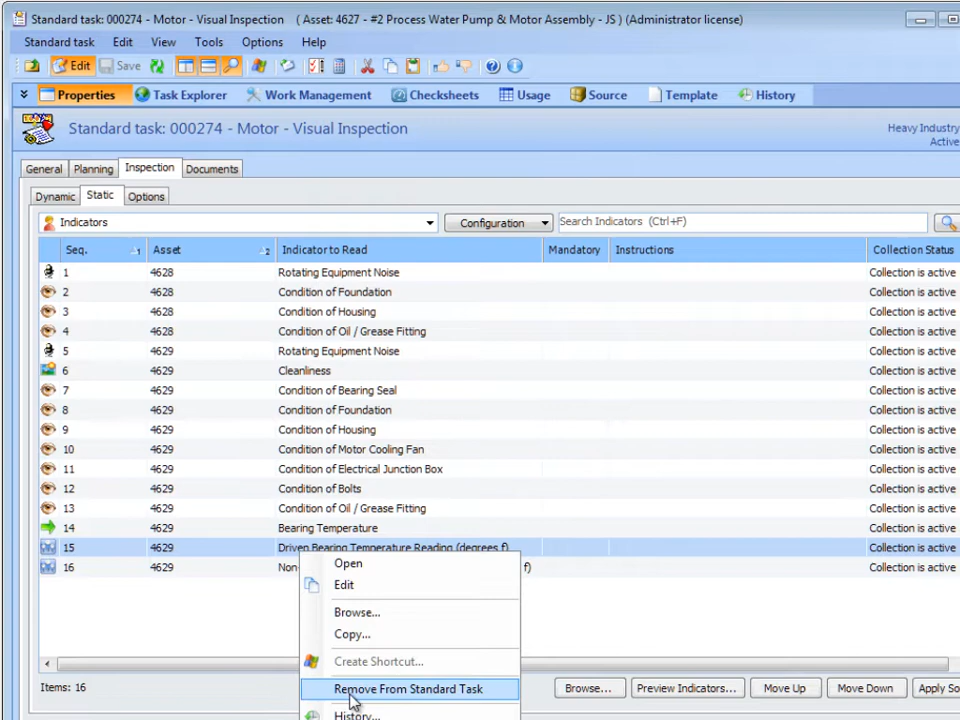 Standard task: 000274 - Motor - Visual Inspection ( Asset: 4627 - #2 Process Water Pump & Motor Assembly - JS ) (Administrator license)
Standard task Edit View Tools Options Help
Edit Save
Properties Task Explorer Work Management Checksheets Usage Source Template History
Standard task: 000274 - Motor - Visual Inspection
Heavy Industry
Active
General Planning Inspection Documents
Dynamic Static Options
Indicators Configuration Search Indicators (Ctrl+F)
Seq. 1 Asset 2 Indicator to Read Mandatory Instructions Collection Status
1 4628 Rotating Equipment Noise Collection is active
2 4628 Condition of Foundation Collection is active
3 4628 Condition of Housing Collection is active
4 4628 Condition of Oil / Grease Fitting Collection is active
5 4629 Rotating Equipment Noise Collection is active
6 4629 Cleanliness Collection is active
7 4629 Condition of Bearing Seal Collection is active
8 4629 Condition of Foundation Collection is active
9 4629 Condition of Housing Collection is active
10 4629 Condition of Motor Cooling Fan Collection is active
11 4629 Condition of Electrical Junction Box Collection is active
12 4629 Condition of Bolts Collection is active
13 4629 Condition of Oil / Grease Fitting Collection is active
14 4629 Bearing Temperature Collection is active
15 4629 Driven Bearing Temperature Reading (degrees f) Collection is active
16 4629 Non f) Collection is active
Open
Edit
Browse...
Copy...
Create Shortcut...
Remove From Standard Task
History...
Items: 16 Browse... Preview Indicators... Move Up Move Down Apply So